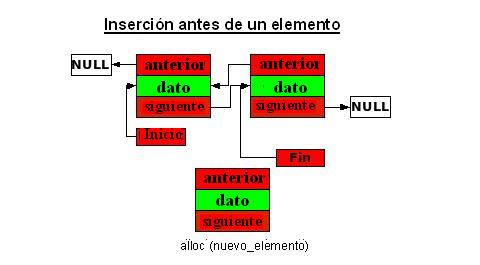 Inserción antes de un elemento
NULL
anterior
anterior
dato
dato
siguiente
siguiente
NULL
Inicio
Fin
anterior
dato
siguiente
alloc (nuevo_elemento)